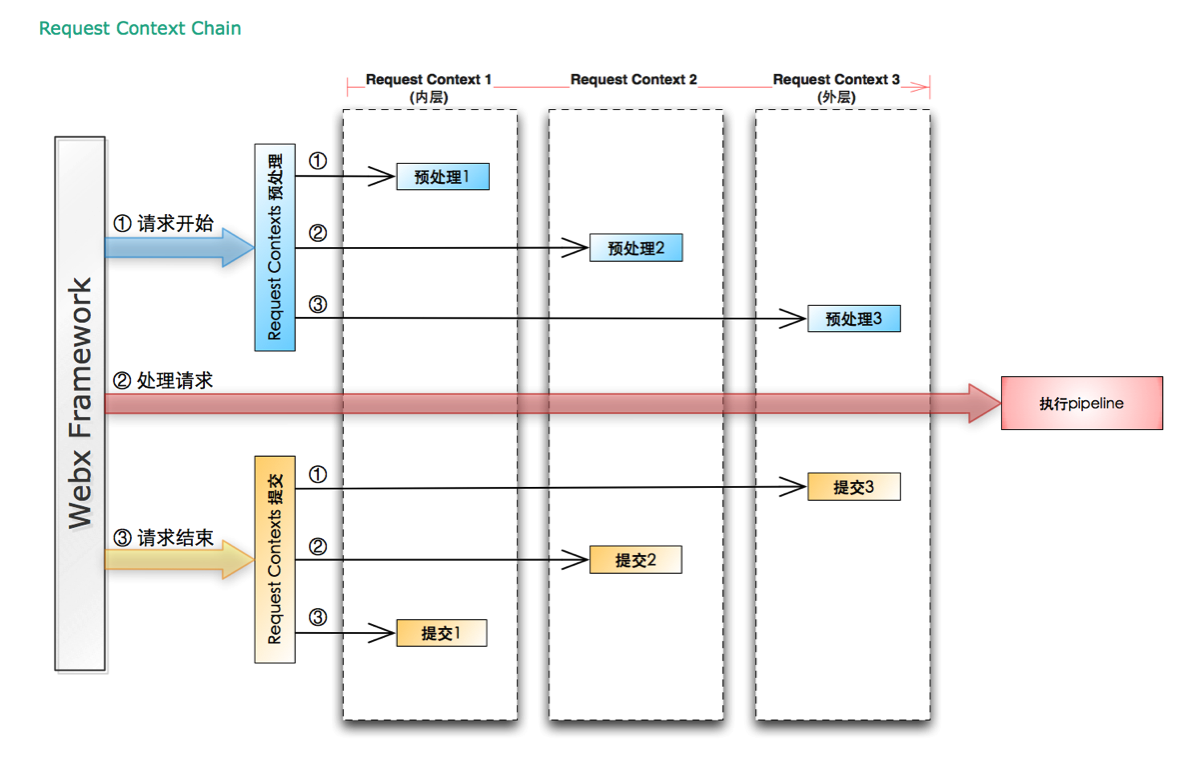 Request Context Chain
Request Context 1
(内层)
Request Context 2
Request Context 3
(外层)
Webx Framework
① 请求开始
Request Contexts 预处理
①
预处理1
②
预处理2
③
预处理3
② 处理请求
执行pipeline
③ 请求结束
Request Contexts 提交
①
提交3
②
提交2
③
提交1